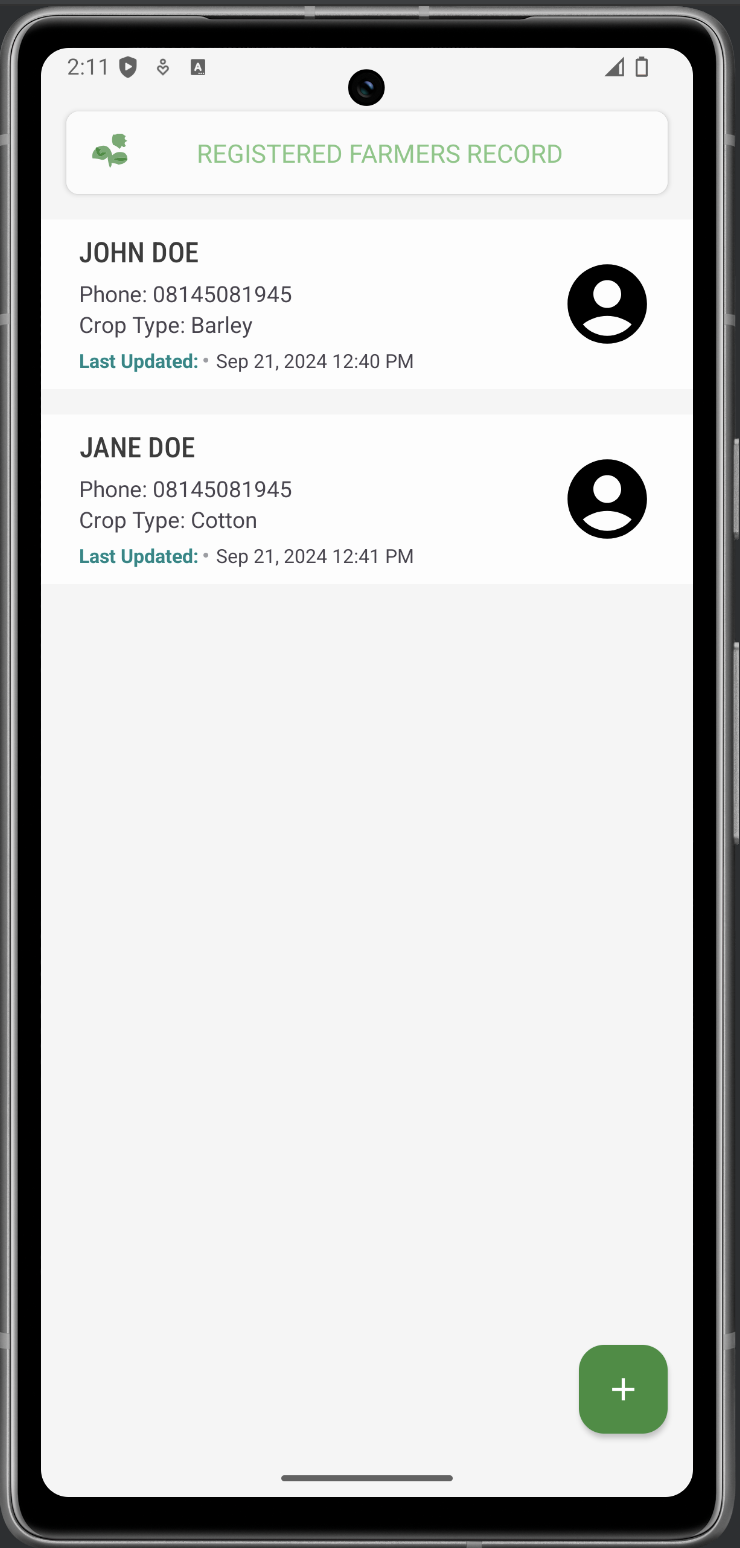 2:11
REGISTERED FARMERS RECORD
JOHN DOE
Phone: 08145081945
Crop Type: Barley
Last Updated: • Sep 21, 2024 12:40 PM
JANE DOE
Phone: 08145081945
Crop Type: Cotton
Last Updated: • Sep 21, 2024 12:41 PM